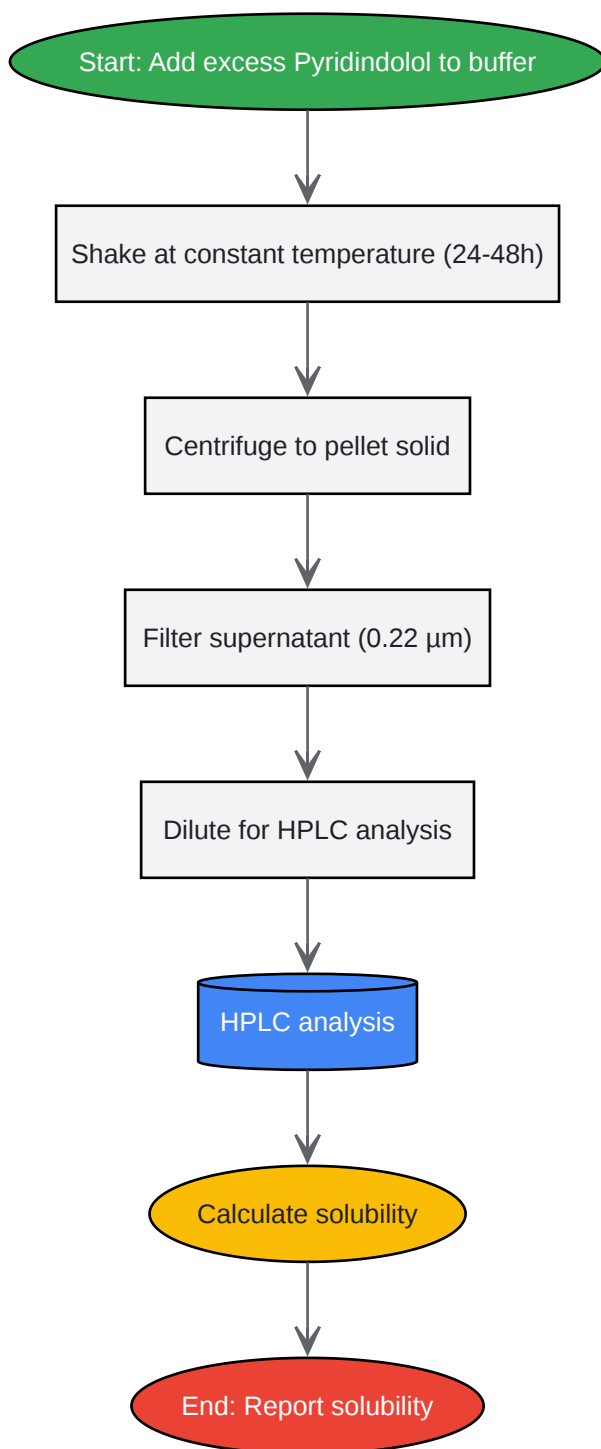 Start: Add excess Pyridindolol to buffer
Shake at constant temperature (24-48h)
Centrifuge to pellet solid
Filter supernatant (0.22 µm)
Dilute for HPLC analysis
HPLC analysis
Calculate solubility
End: Report solubility